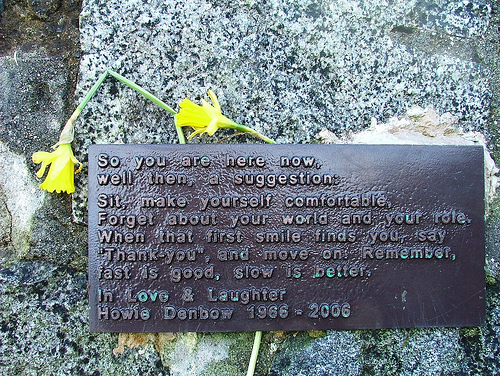 So you are here now,
well then, a suggestion:
Sit, make yourself comfortable,
Forget about your world and your role.
When that first smile finds you, say
"Thank-you", and move on. Remember,
fast is good, slow is better.
In Love & Laughter
Howie Denbow 1966 - 2006